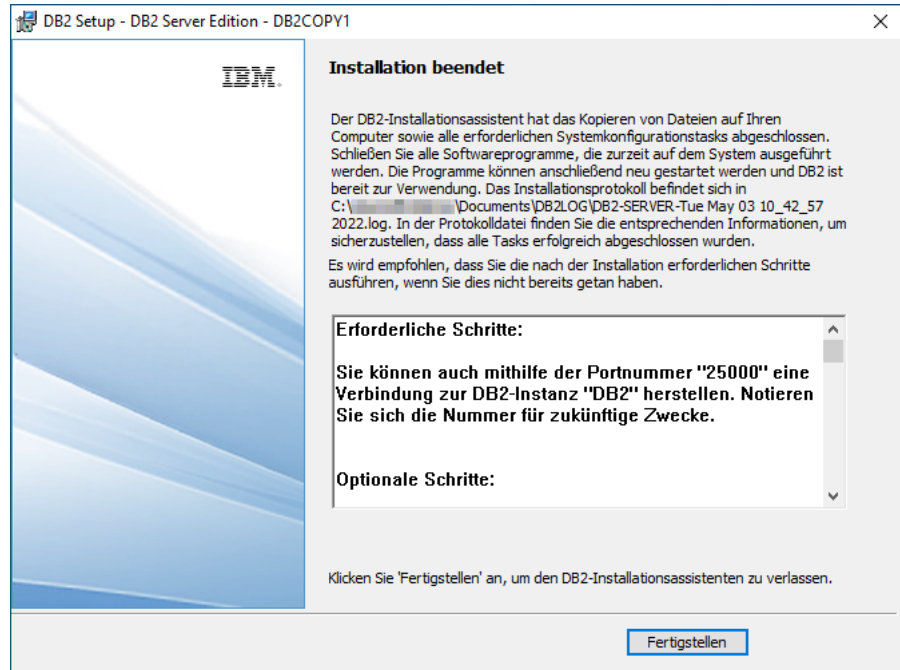 DB2 Setup - DB2 Server Edition - DB2COPY1
IBM.
Installation beendet
Der DB2-Installationsassistent hat das Kopieren von Dateien auf Ihren
Computer sowie alle erforderlichen Systemkonfigurationstasks abgeschlossen.
Schließen Sie alle Softwareprogramme, die zurzeit auf dem System ausgeführt
werden. Die Programme können anschließend neu gestartet werden und DB2 ist
bereit zur Verwendung. Das Installationsprotokoll befindet sich in
C:\ \Documents\DB2LOG\DB2-SERVER-Tue May 03 10_42_57
2022.log. In der Protokolldatei finden Sie die entsprechenden Informationen, um
sicherzustellen, dass alle Tasks erfolgreich abgeschlossen wurden.
Es wird empfohlen, dass Sie die nach der Installation erforderlichen Schritte
ausführen, wenn Sie dies nicht bereits getan haben.
Erforderliche Schritte:
Sie können auch mithilfe der Portnummer "25000" eine
Verbindung zur DB2-Instanz "DB2" herstellen. Notieren
Sie sich die Nummer für zukünftige Zwecke.
Optionale Schritte:
Klicken Sie 'Fertigstellen' an, um den DB2-Installationsassistenten zu verlassen.
Fertigstellen